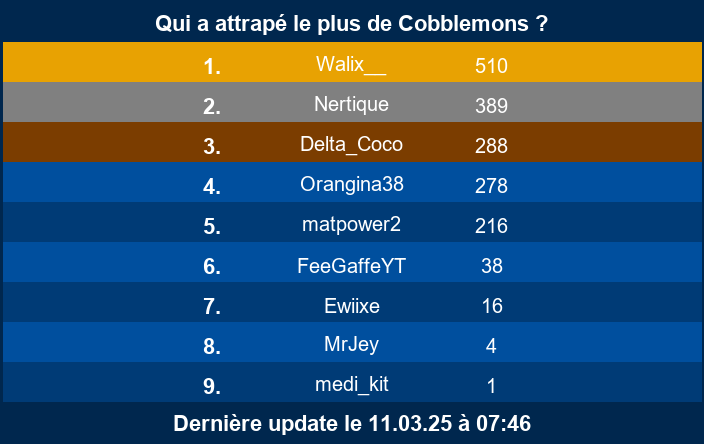 Qui a attrapé le plus de Cobblemons ?
1. Walix__ 510
2. Nertique 389
3. Delta_Coco 288
4. Orangina38 278
5. matpower2 216
6. FeeGaffeYT 38
7. Ewiixe 16
8. MrJey 4
9. medi_kit 1
Dernière update le 11.03.25 à 07:46